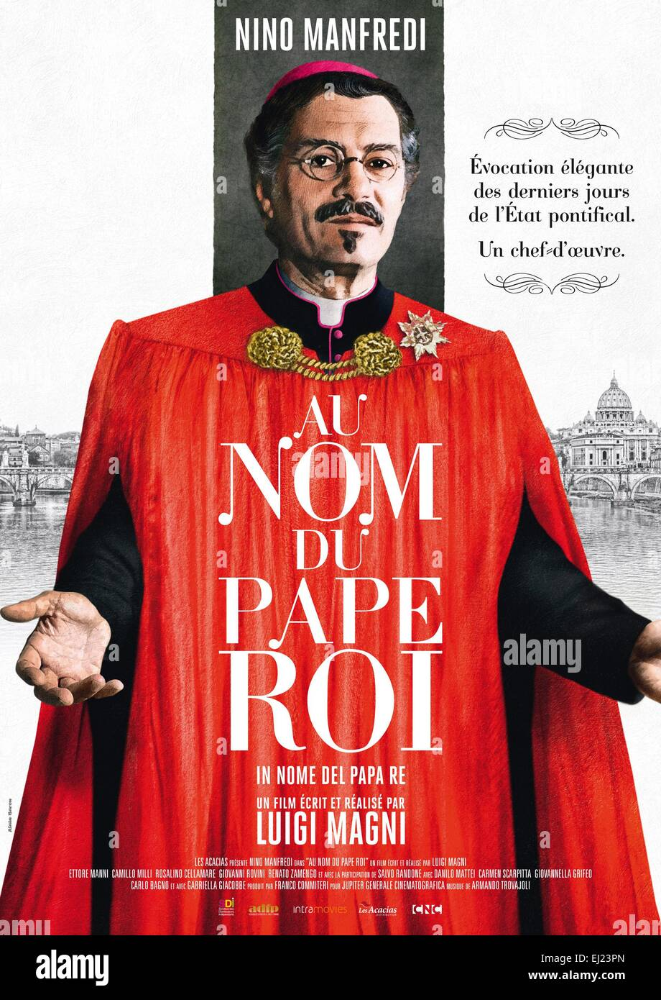 NINO MANFREDI
Évocation élégante
des derniers jours
de l'État pontifical.
Un chef-d'œuvre.
AU
NOM
DU
PAPE
ROI
IN NOME DEL PAPA RE
UN FILM ÉCRIT ET RÉALISÉ PAR
LUIGI MAGNI
LES ACACIAS PRÉSENTE NINO MANFREDI DANS "AU NOM DU PAPE ROI" UN FILM ÉCRIT ET RÉALISÉ PAR LUIGI MAGNI
ETTORE MANNI CAMILLO MILLI ROSALINO CELLAMARE GIOVANNI ROVINI RENATO ZAMENGO ET AVEC LA PARTICIPATION DE SALVO RANDONE AVEC DANILO MATTEI CARMEN SCARPITTA GIOVANNELLA GRIFEO
CARLO BAGNO ET AVEC GABRIELLA GIACOBBE PRODUIT PAR FRANCO COMMITERI POUR JUPITER GENERALE CINEMATOGRAFICA MUSIQUE DE ARMANDO TROVAJOLI
SDI adfp intramovies Les Acacias DISTRIBUTION CNC
alamy
a alamy stock photo
Image ID: EJ23PN
www.alamy.com